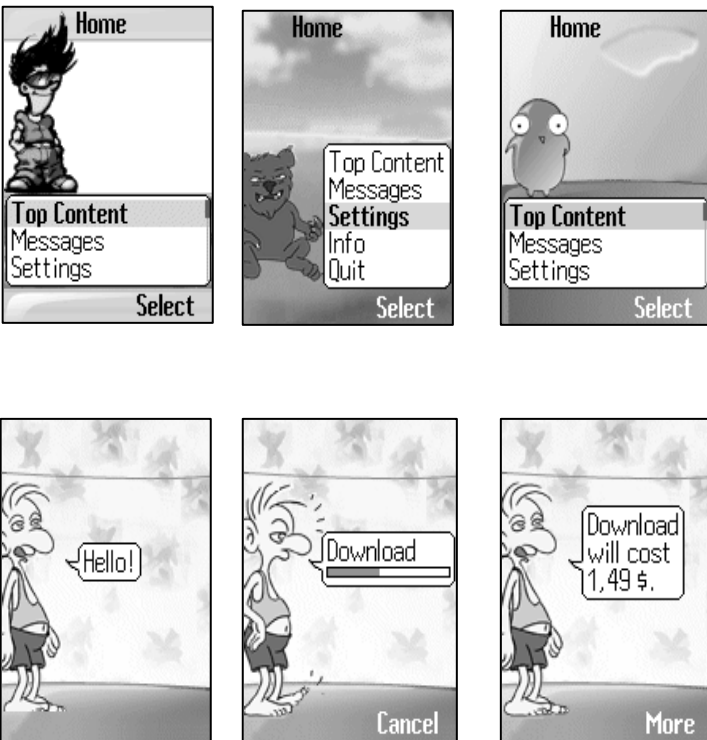 Home
Top Content
Messages
Settings
Select
Home
Top Content
Messages
Settings
Info
Quit
Select
Home
Top Content
Messages
Settings
Select
Hello!
Download
Cancel
Download
will cost
1,49 $.
More